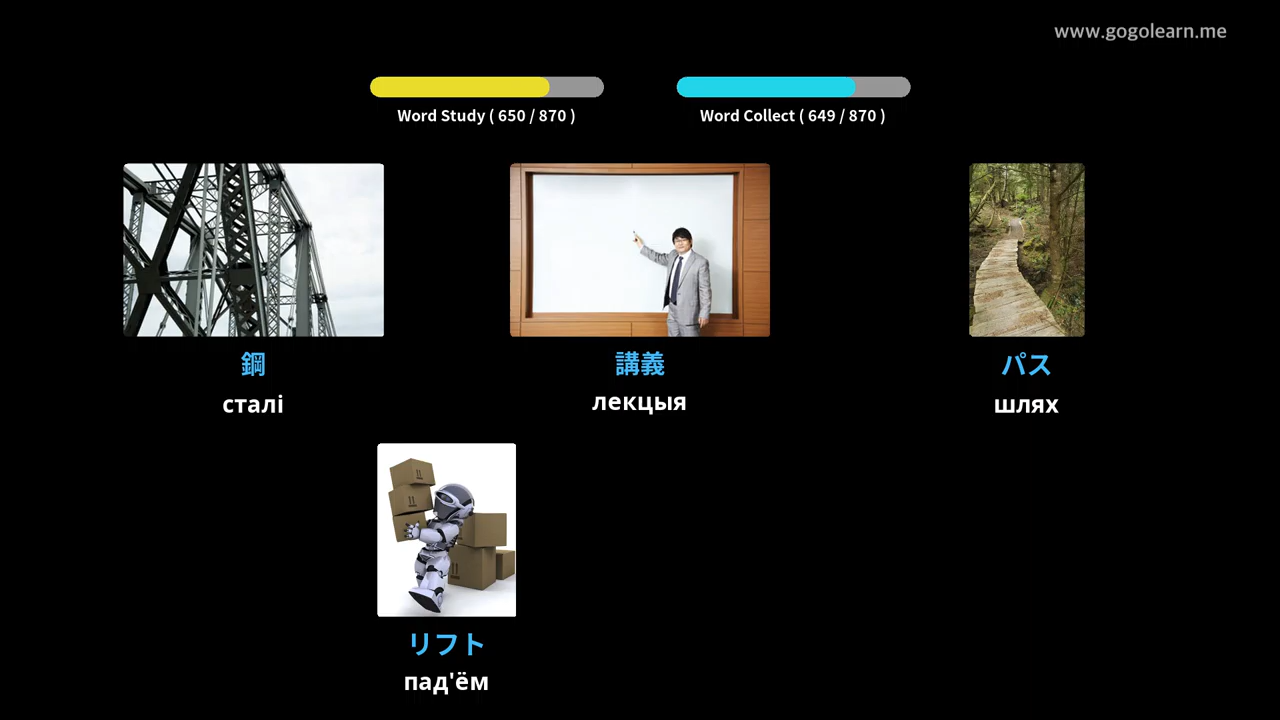 www.gogolearn.me
Word Study ( 650 / 870 )
Word Collect ( 649 / 870 )
鋼
сталі
講義
лекцыя
パス
шлях
リフト
пад'ём